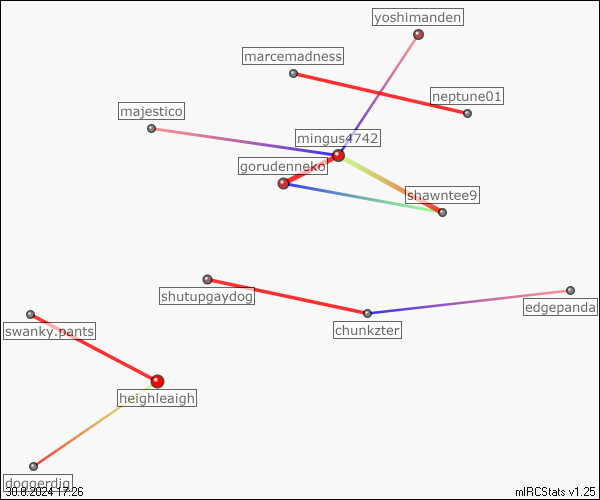 yoshimanden
marcemadness
neptune01
majestico
mingus4742
gorudenneko
shawntee9
shutupgaydog
edgepanda
swanky.pants
chunkzter
heighleaigh
doggerdig
30.8.2024 17:26
mIRCStats v1.25